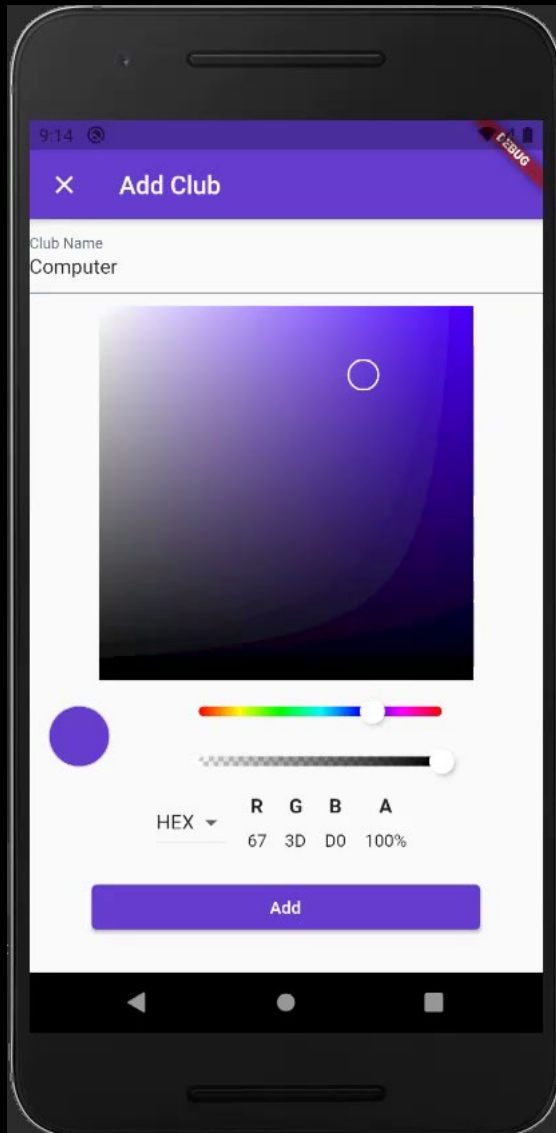 9:14
DEBUG
Add Club
Club Name
Computer
HEX R G B A
67 3D D0 100%
Add